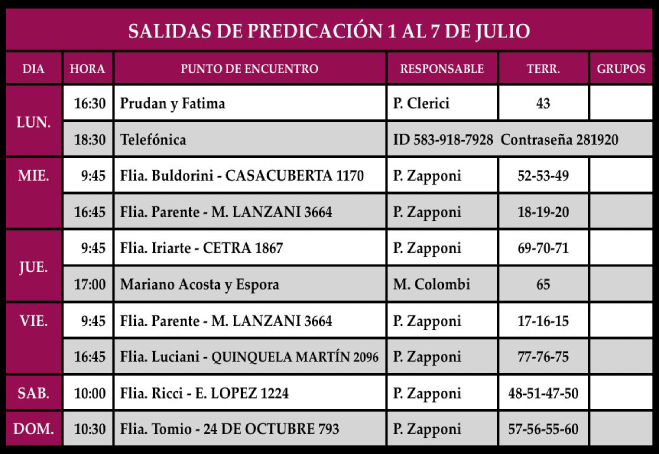 SALIDAS DE PREDICACIÓN 1 AL 7 DE JULIO
DIA HORA PUNTO DE ENCUENTRO RESPONSABLE TERR. GRUPOS
LUN.
16:30 Prudan y Fatima P. Clerici 43
18:30 Telefónica ID 583-918-7928 Contraseña 281920
MIE.
9:45 Flia. Buldorini - CASACUBERTA 1170 P. Zapponi 52-53-49
16:45 Flia. Parente - M. LANZANI 3664 P. Zapponi 18-19-20
JUE.
9:45 Flia. Iriarte - CETRA 1867 P. Zapponi 69-70-71
17:00 Mariano Acosta y Espora M. Colombi 65
VIE.
9:45 Flia. Parente - M. LANZANI 3664 P. Zapponi 17-16-15
16:45 Flia. Luciani - QUINQUELA MARTÍN 2096 P. Zapponi 77-76-75
SAB. 10:00 Flia. Ricci - E. LOPEZ 1224 P. Zapponi 48-51-47-50
DOM. 10:30 Flia. Tomio - 24 DE OCTUBRE 793 P. Zapponi 57-56-55-60